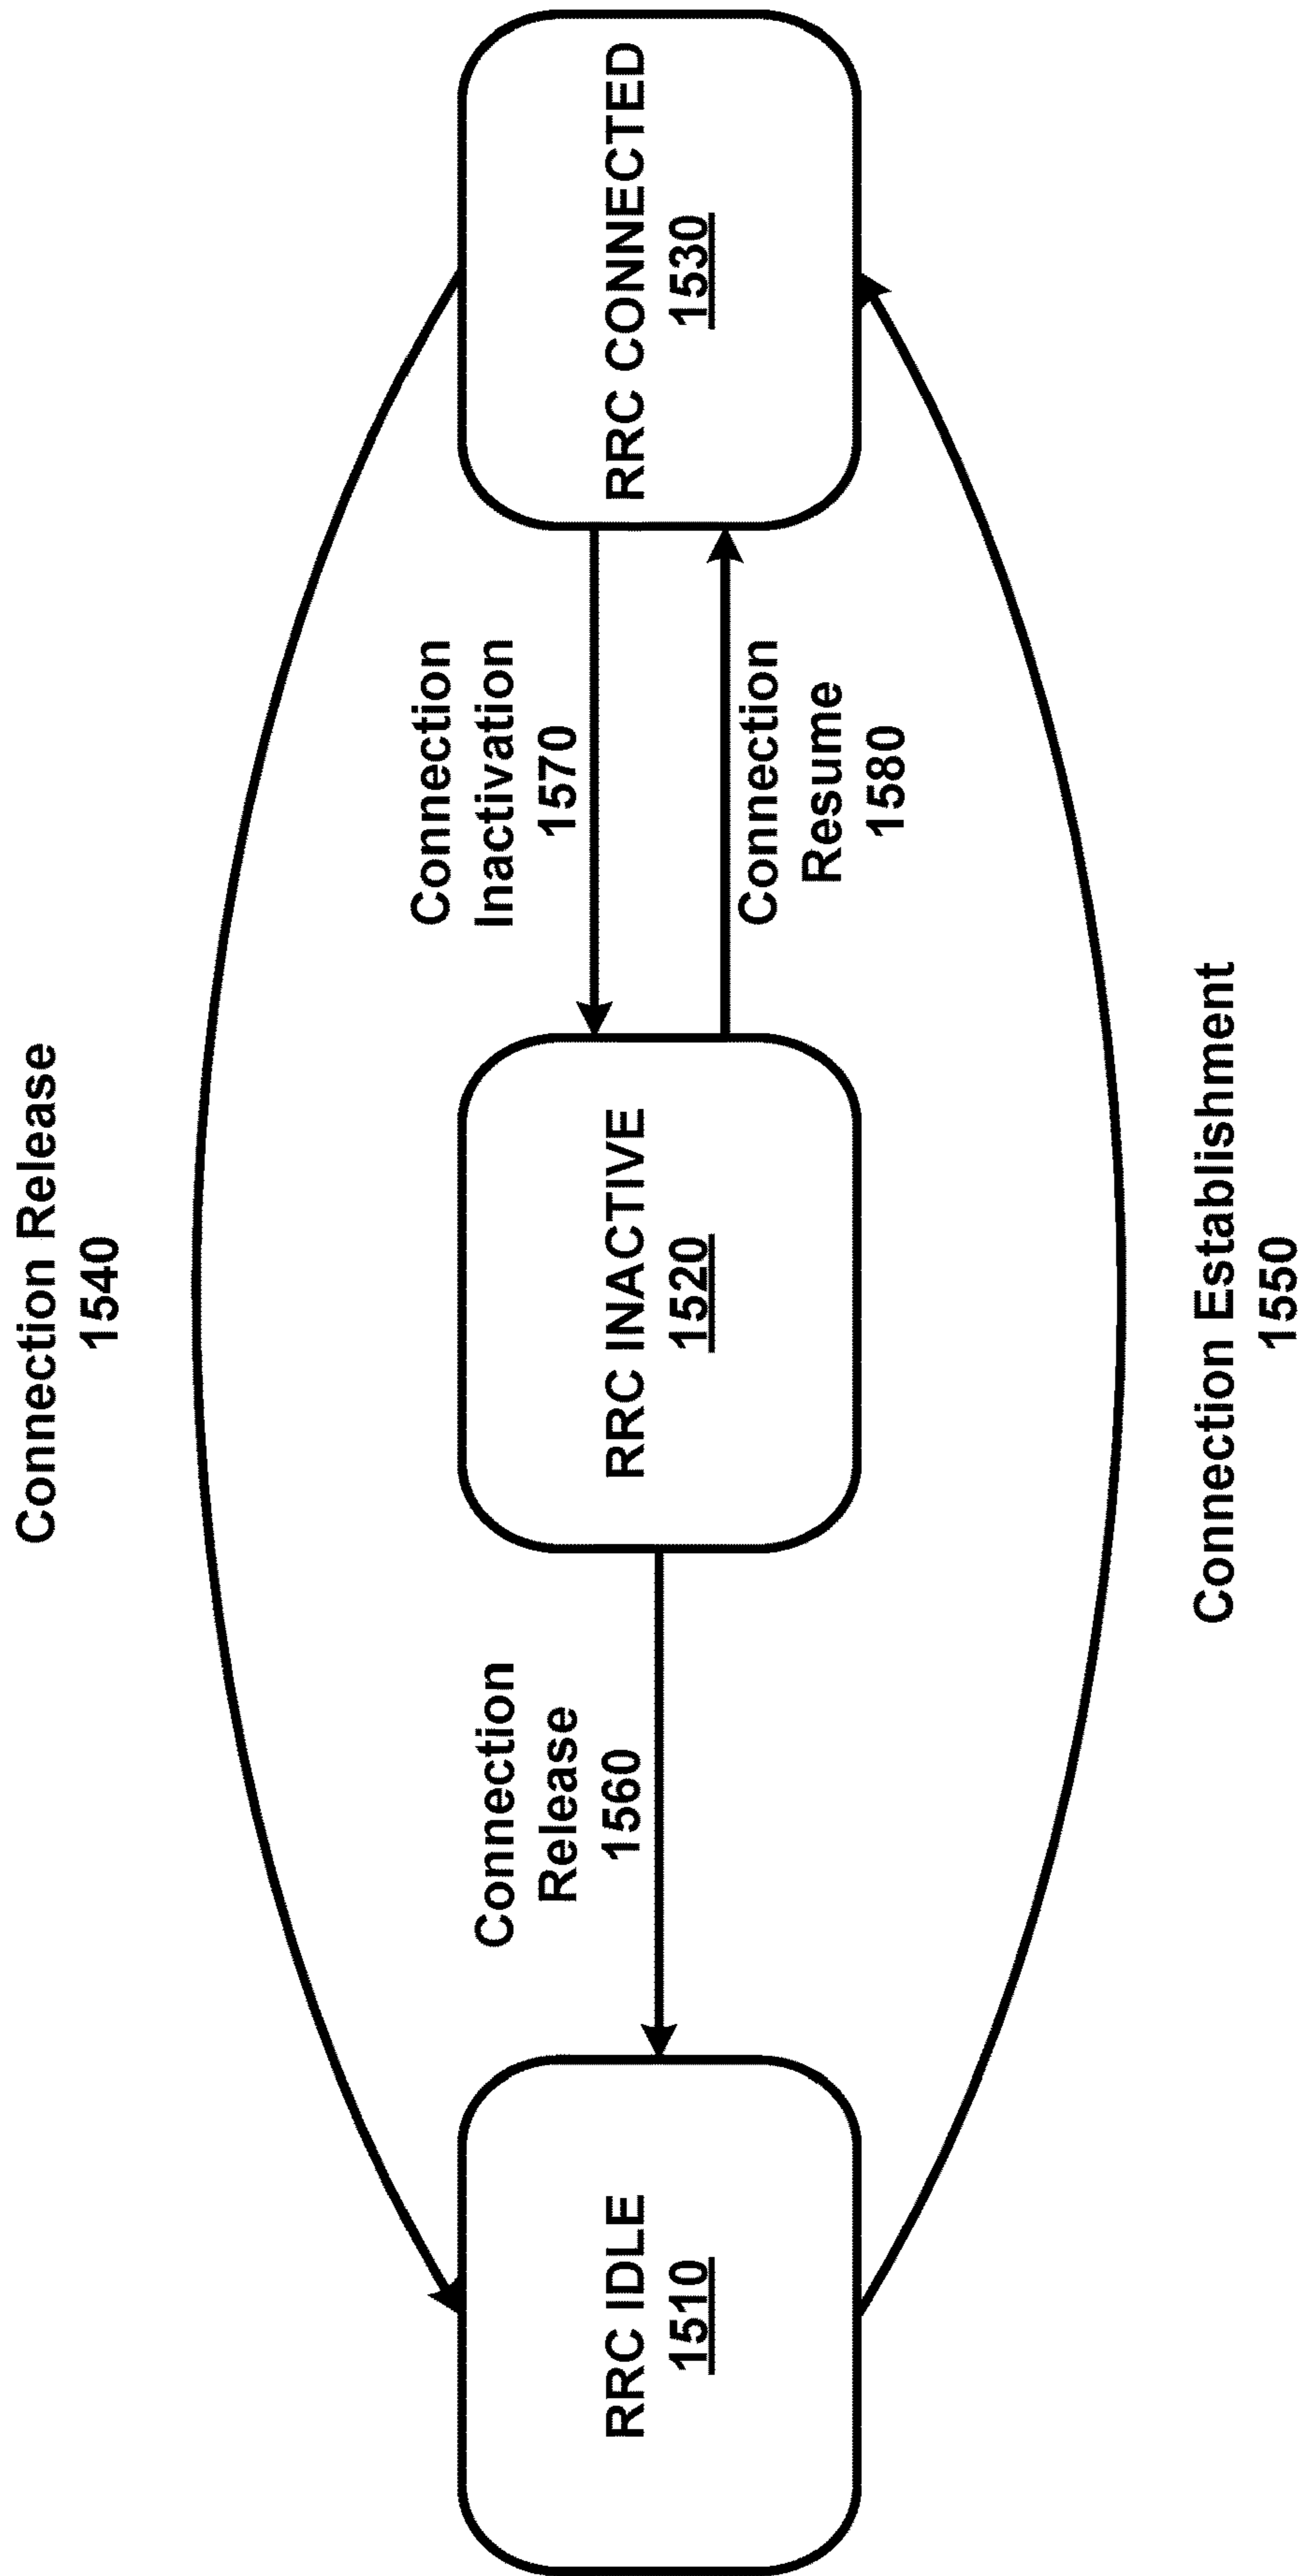 Connection Release
1540
RRC IDLE
1510
Connection
Release
1560
RRC INACTIVE
1520
Connection
Inactivation
1570
Connection
Resume
1580
RRC CONNECTED
1530
Connection Establishment
1550